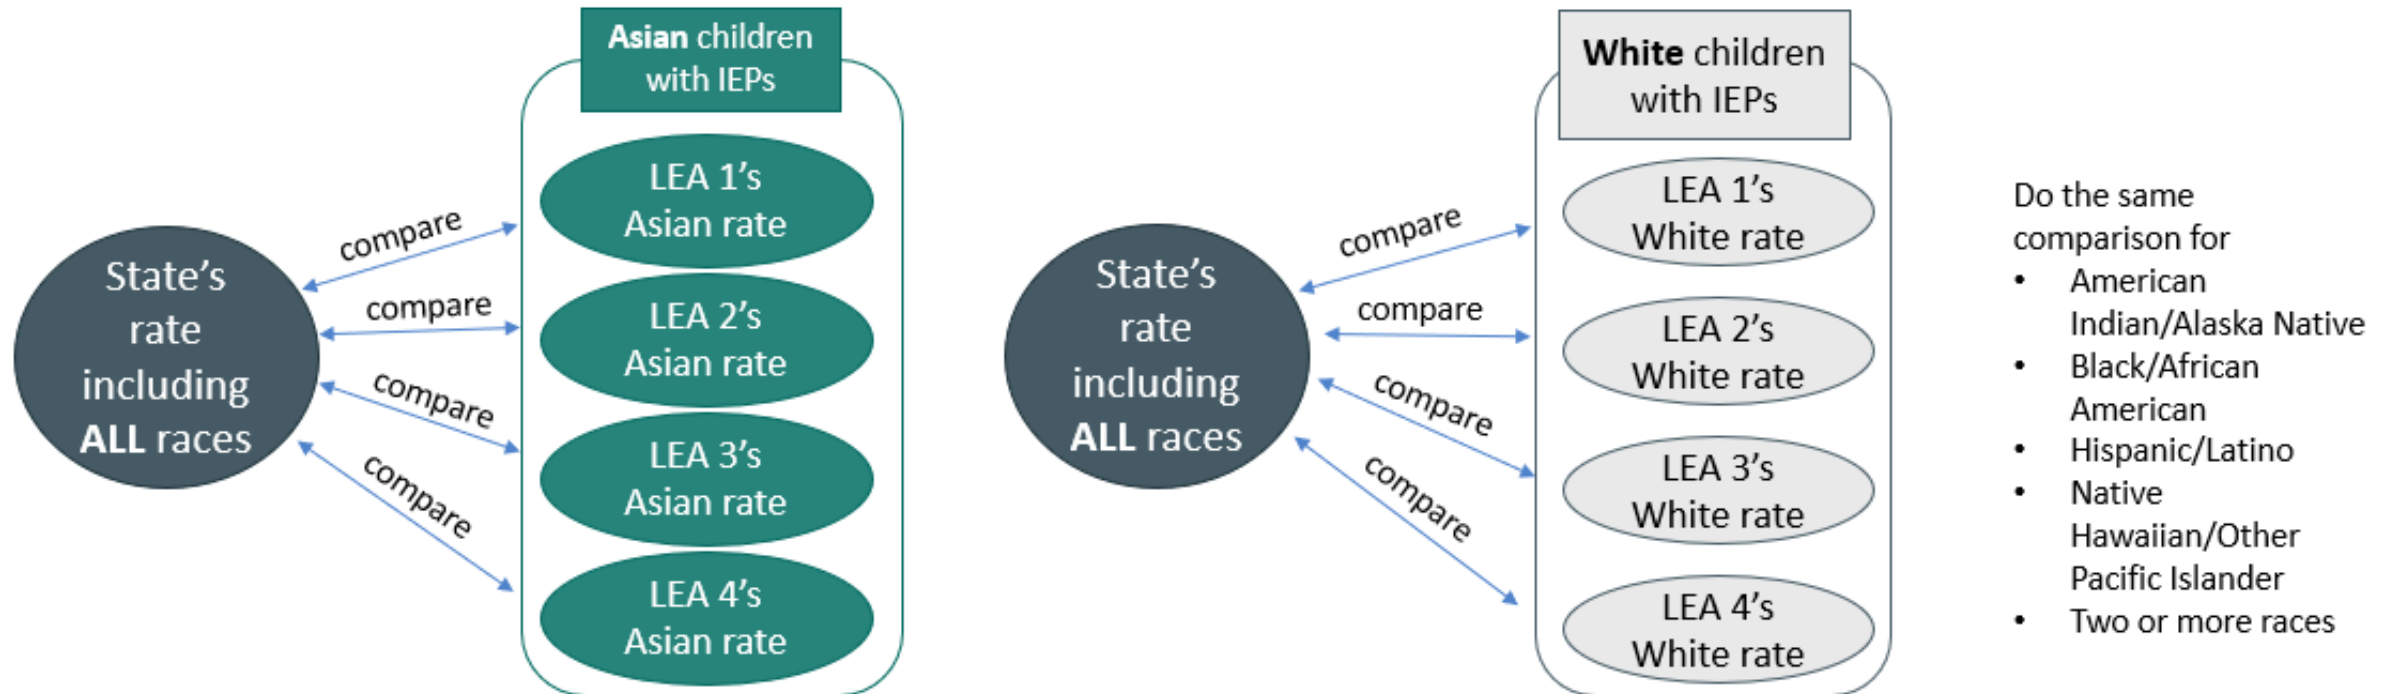 Asian children
with IEPs
State's
rate
including
ALL races
compare
compare
compare
compare
LEA 1’s
Asian rate
LEA 2’s
Asian rate
LEA 3’s
Asian rate
LEA 4’s
Asian rate
White children
with IEPs
State’s
rate
including
ALL races
compare
compare
compare
compare
LEA 1’s
White rate
LEA 2’s
White rate
LEA 3’s
White rate
LEA 4’s
White rate
Do the same
comparison for
• American
Indian/Alaska Native
• Black/African
American
• Hispanic/Latino
• Native
Hawaiian/Other
Pacific Islander
• Two or more races